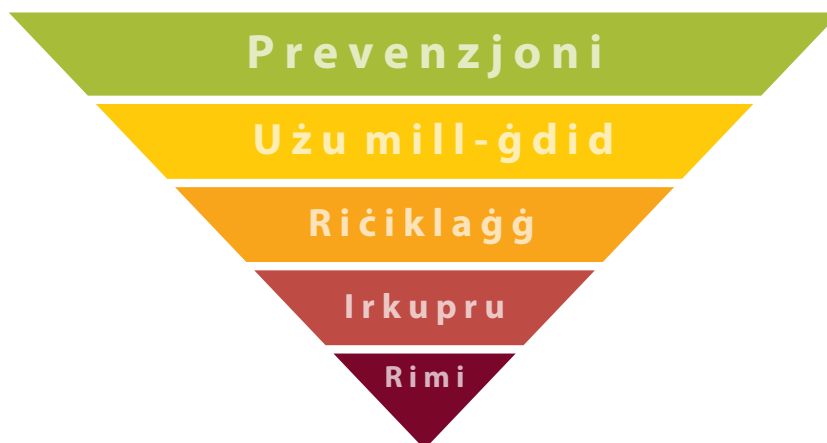 Prevenzjoni
Użu mill-ġdid
Riċiklaġġ
Irkupru
Rimi